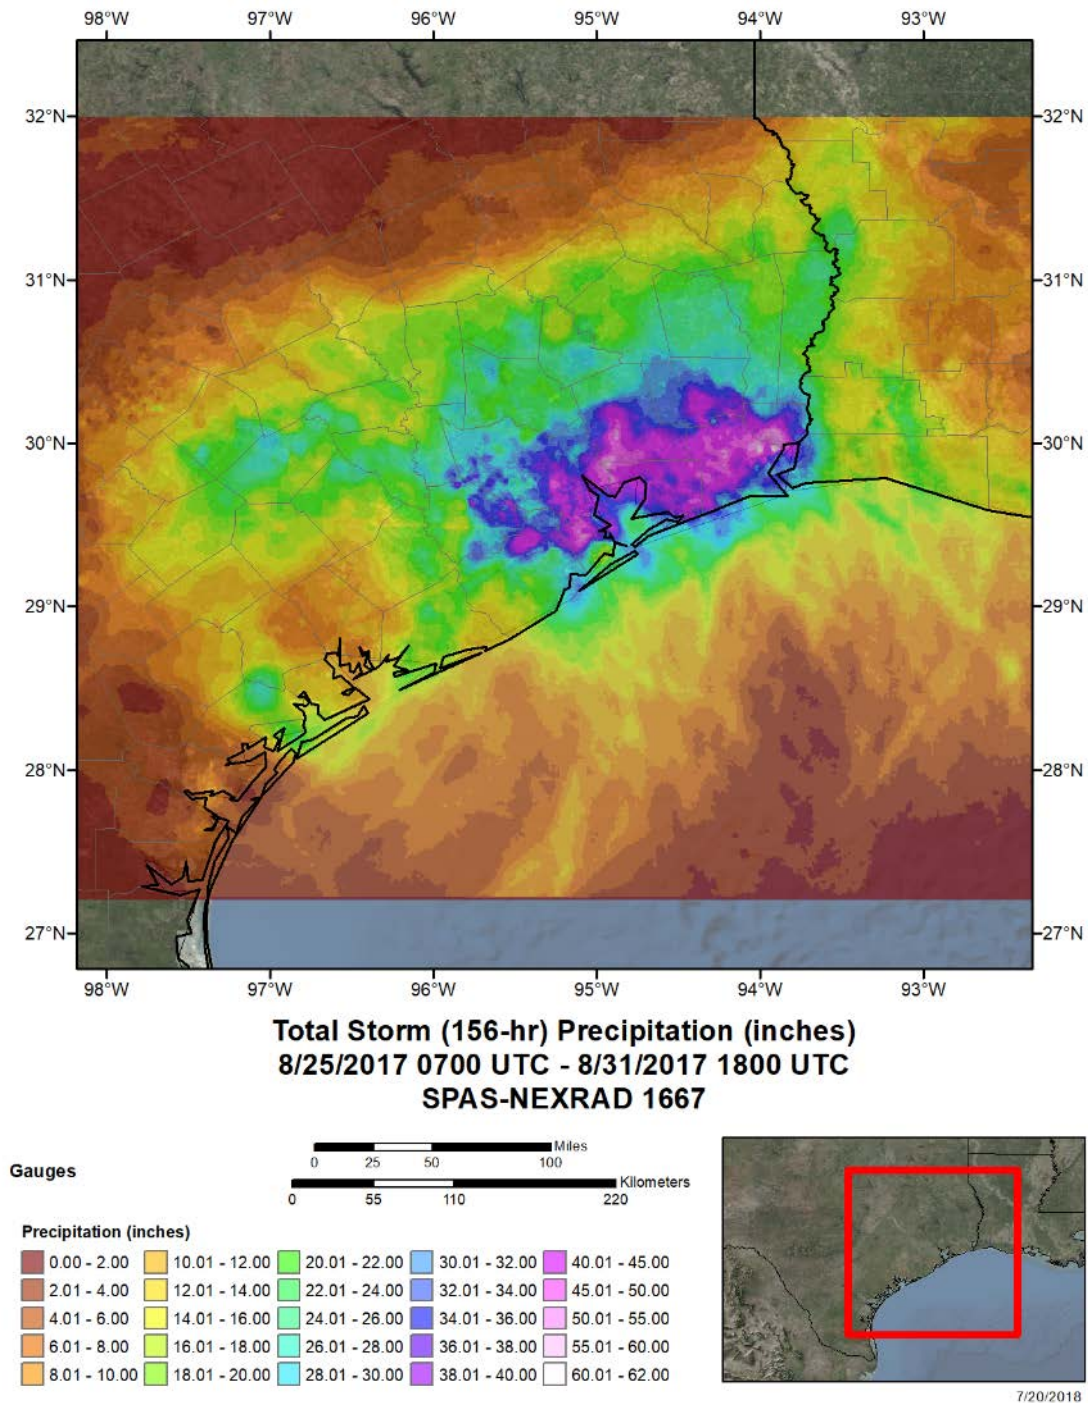 98°W 97°W 96°W 95°W 94°W 93°W
32°N 32°N
31°N 31°N
30°N 30°N
29°N 29°N
28°N 28°N
27°N 27°N
98°W 97°W 96°W 95°W 94°W 93°W
Total Storm (156-hr) Precipitation (inches)
8/25/2017 0700 UTC - 8/31/2017 1800 UTC
SPAS-NEXRAD 1667
Miles
0 25 50 100
Kilometers
0 55 110 220
Gauges
Precipitation (inches)
0.00 - 2.00 10.01 - 12.00 20.01 - 22.00 30.01 - 32.00 40.01 - 45.00
2.01 - 4.00 12.01 - 14.00 22.01 - 24.00 32.01 - 34.00 45.01 - 50.00
4.01 - 6.00 14.01 - 16.00 24.01 - 26.00 34.01 - 36.00 50.01 - 55.00
6.01 - 8.00 16.01 - 18.00 26.01 - 28.00 36.01 - 38.00 55.01 - 60.00
8.01 - 10.00 18.01 - 20.00 28.01 - 30.00 38.01 - 40.00 60.01 - 62.00
7/20/2018